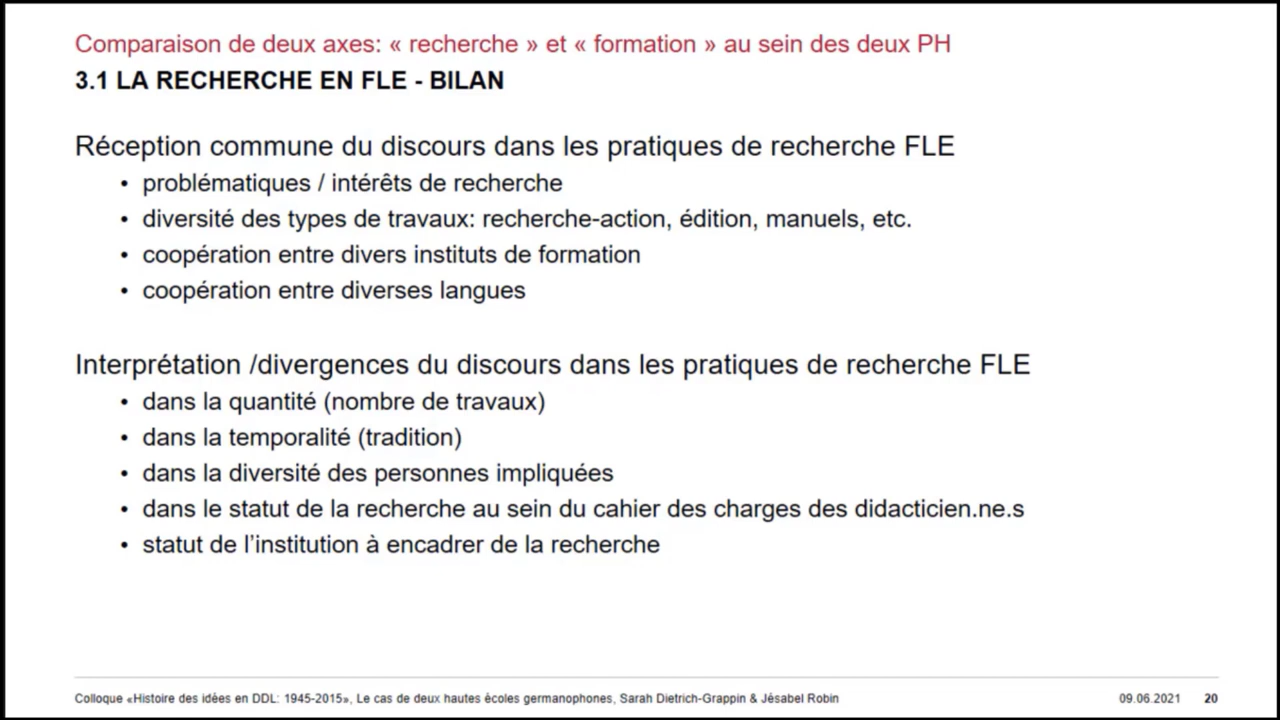 Comparaison de deux axes: « recherche » et « formation » au sein des deux PH
3.1 LA RECHERCHE EN FLE - BILAN
Réception commune du discours dans les pratiques de recherche FLE
• problématiques / intérêts de recherche
• diversité des types de travaux: recherche-action, édition, manuels, etc.
• coopération entre divers instituts de formation
• coopération entre diverses langues
Interprétation /divergences du discours dans les pratiques de recherche FLE
• dans la quantité (nombre de travaux)
• dans la temporalité (tradition)
• dans la diversité des personnes impliquées
• dans le statut de la recherche au sein du cahier des charges des didacticien.ne.s
• statut de l'institution à encadrer de la recherche
Colloque «Histoire des idées en DDL: 1945-2015», Le cas de deux hautes écoles germanophones, Sarah Dietrich-Grappin & Jésabel Robin 09.06.2021 20